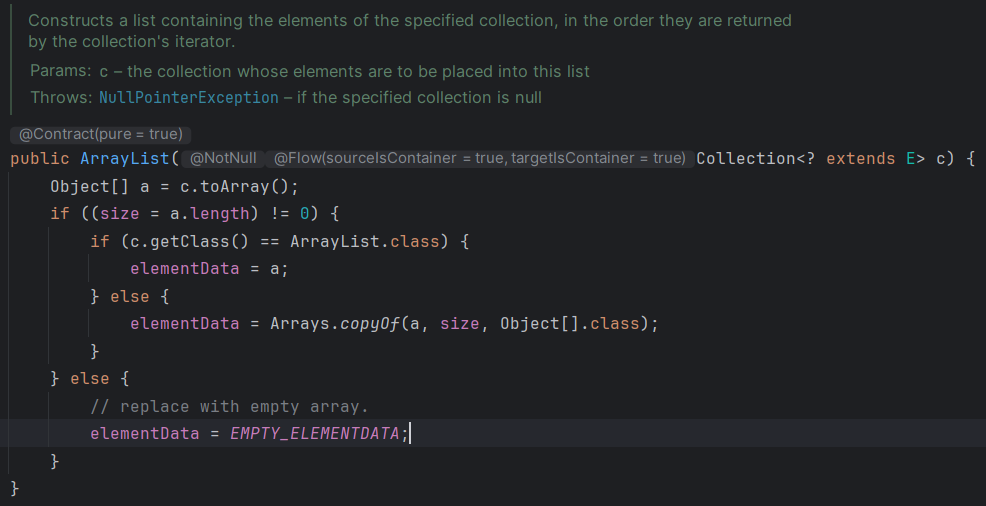 Constructs a list containing the elements of the specified collection, in the order they are returned
by the collection's iterator.
Params: c – the collection whose elements are to be placed into this list
Throws: NullPointerException – if the specified collection is null
@Contract(pure = true)
public ArrayList( @NotNull @Flow(sourceIsContainer = true, targetIsContainer = true) Collection<? extends E> c) {
    Object[] a = c.toArray();
    if ((size = a.length) != 0) {
        if (c.getClass() == ArrayList.class) {
            elementData = a;
        } else {
            elementData = Arrays.copyOf(a, size, Object[].class);
        }
    } else {
        // replace with empty array.
        elementData = EMPTY_ELEMENTDATA;
    }
}